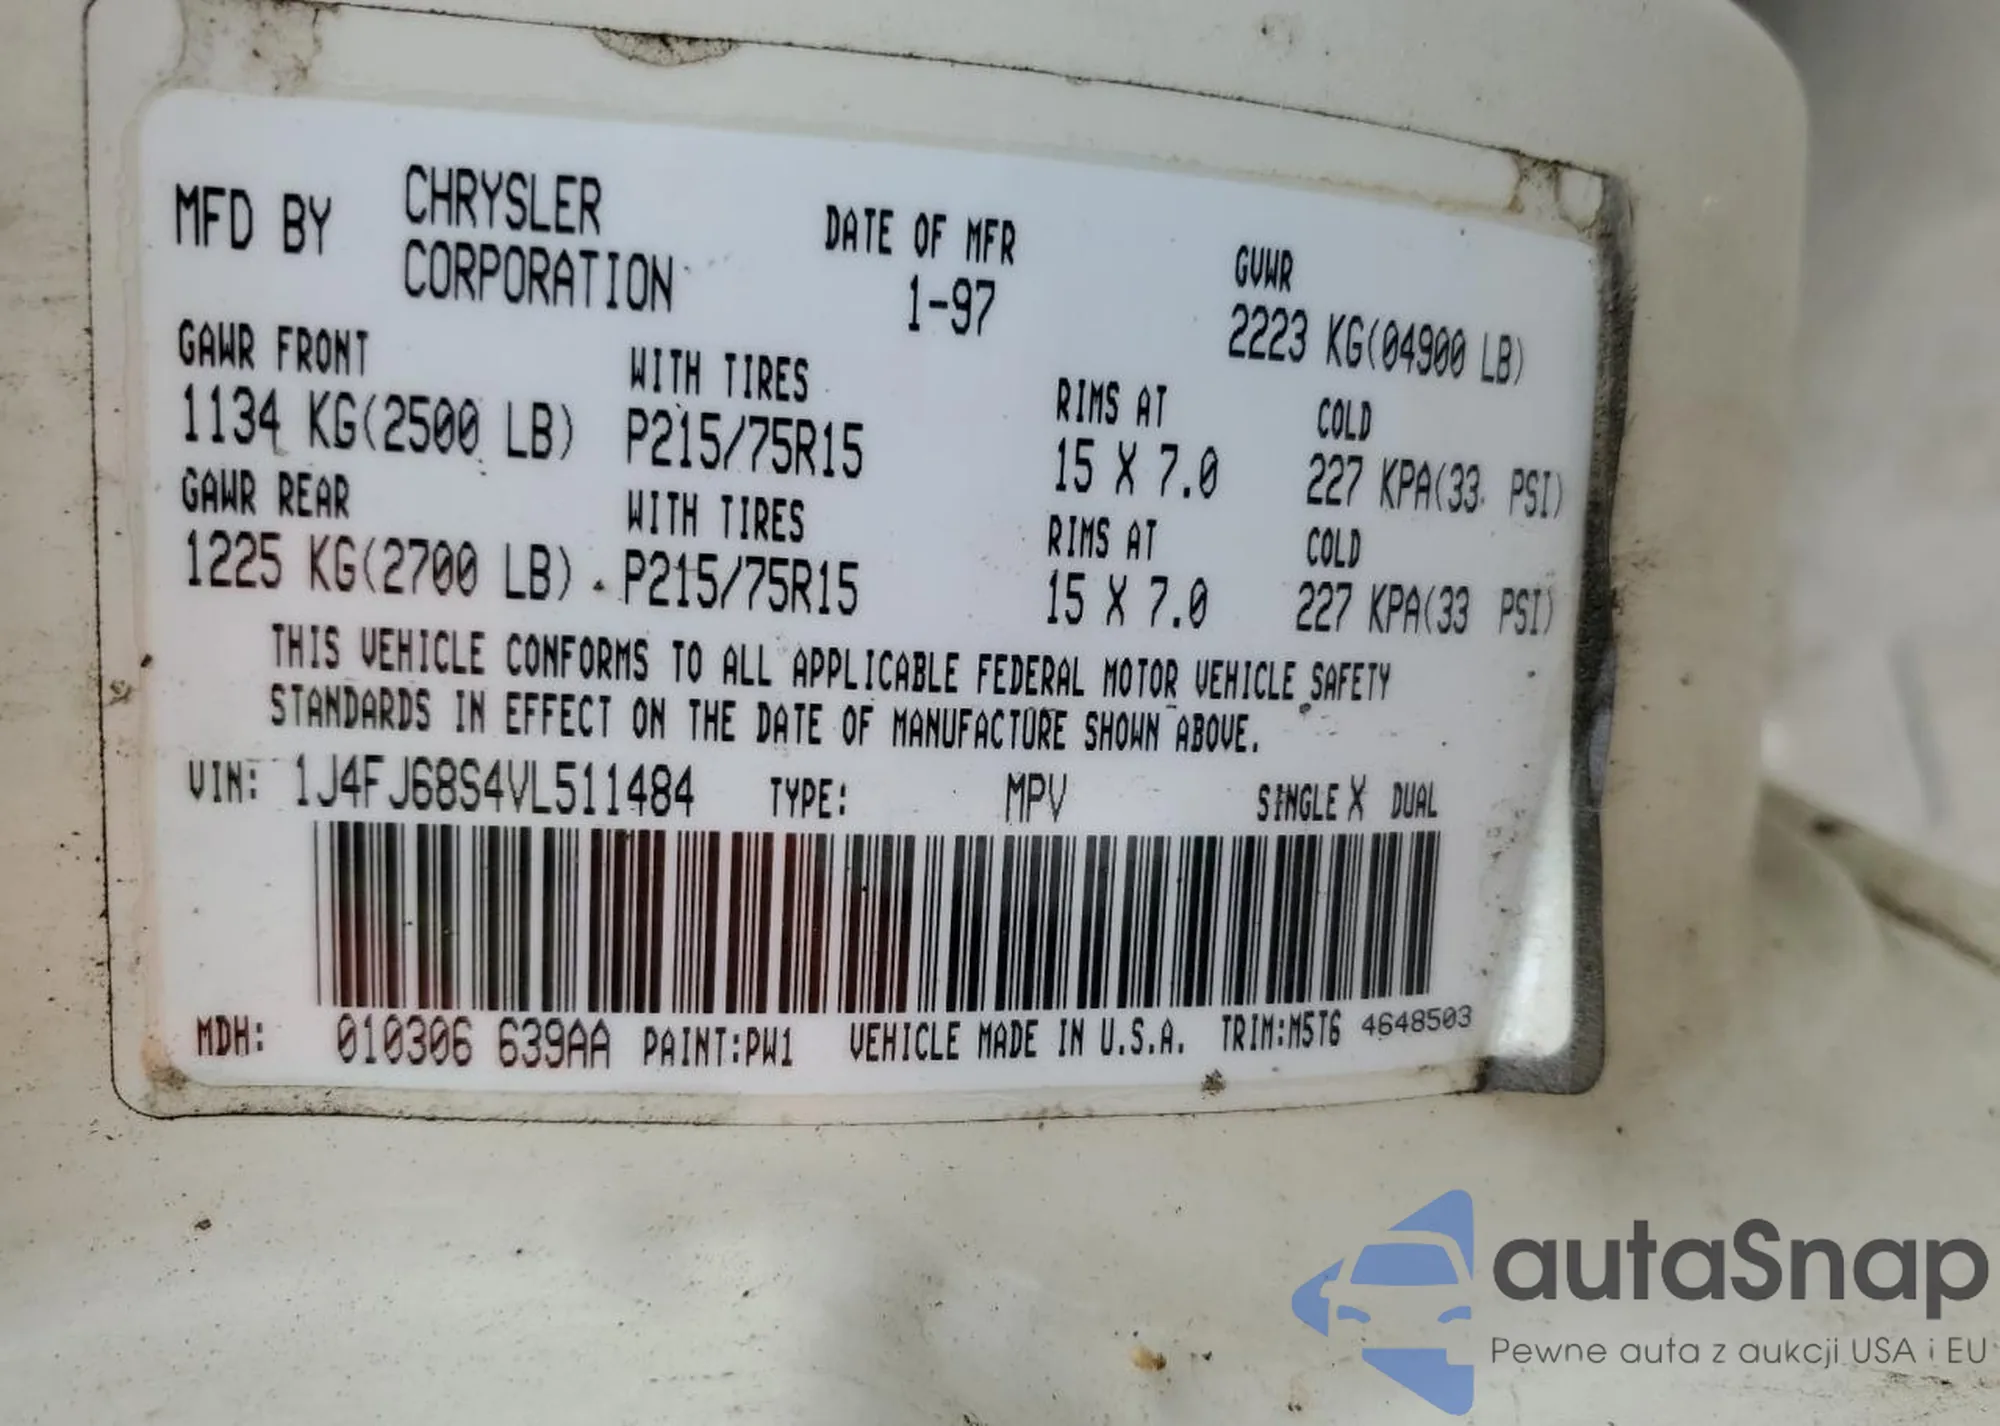 MFD BY CHRYSLER CORPORATION DATE OF MFR 1-97 GVWR 2223 KG(04900 LB)
GAWR FRONT WITH TIRES RIMS AT COLD
1134 KG(2500 LB) P215/75R15 15 X 7.0 227 KPA(33 PSI)
GAWR REAR WITH TIRES RIMS AT COLD
1225 KG(2700 LB) P215/75R15 15 X 7.0 227 KPA(33 PSI)
THIS VEHICLE CONFORMS TO ALL APPLICABLE FEDERAL MOTOR VEHICLE SAFETY
STANDARDS IN EFFECT ON THE DATE OF MANUFACTURE SHOWN ABOVE.
VIN: 1J4FJ68S4VL511484 TYPE: MPV SINGLE X DUAL
MDH: 010306 639AA PAINT:PW1 VEHICLE MADE IN U.S.A. TRIM:M5T6 4648503
autaSnap
Pewne auta z aukcji USA i EU